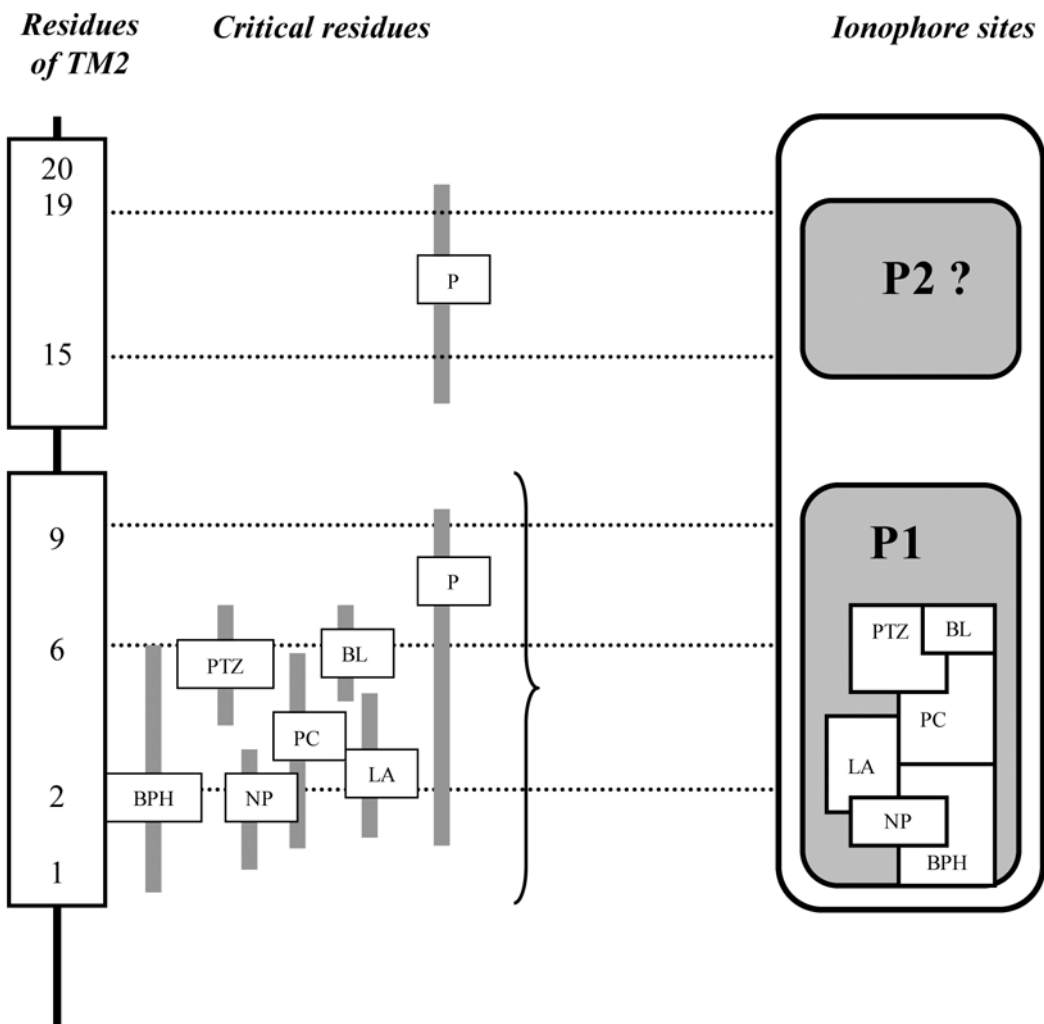 Residues
of TM2
Critical residues
Ionophore sites
20
19
15
9
6
2
1
P
P
PTZ
BL
PC
LA
BPH
NP
P2 ?
P1
PTZ
BL
PC
LA
NP
BPH